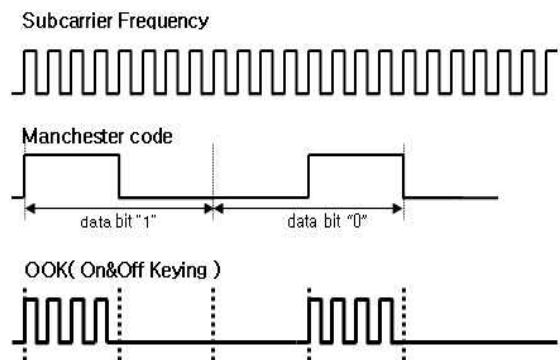 Subcarrier Frequency
Manchester code
data bit "1"
data bit "0"
OOK( On&Off Keying )